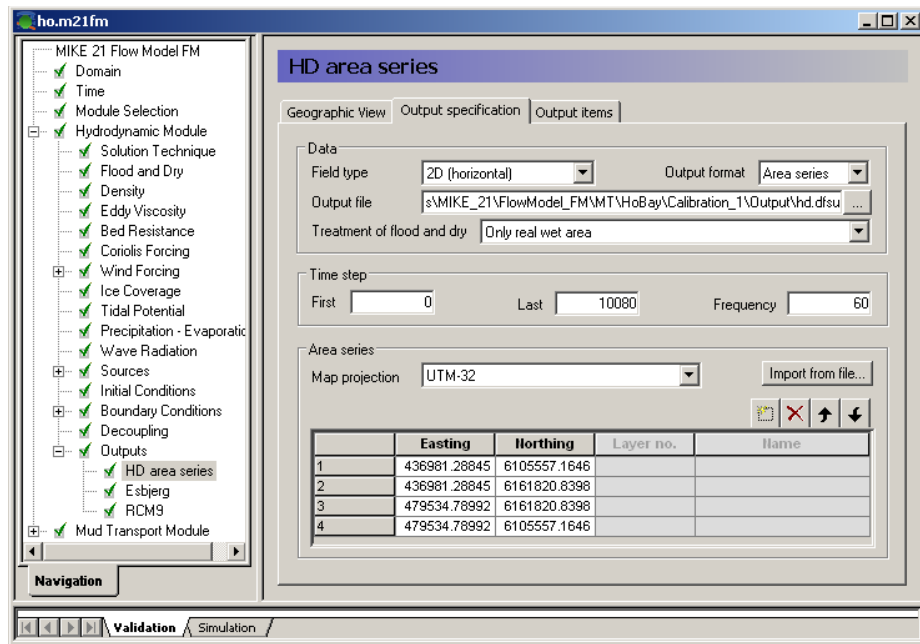 ho.m21fm
MIKE 21 Flow Model FM
Domain
Time
Module Selection
Hydrodynamic Module
Solution Technique
Flood and Dry
Density
Eddy Viscosity
Bed Resistance
Coriolis Forcing
Wind Forcing
Ice Coverage
Tidal Potential
Precipitation - Evaporatic
Wave Radiation
Sources
Initial Conditions
Boundary Conditions
Decoupling
Outputs
HD area series
Esbjerg
RCM9
Mud Transport Module
Navigation
HD area series
Geographic View Output specification Output items
Data
Field type 2D (horizontal) Output format Area series
Output file s\MIKE_21\FlowModel_FM\MT\HoBay\Calibration_1\Output\hd.dfsu ...
Treatment of flood and dry Only real wet area
Time step
First 0 Last 10080 Frequency 60
Area series
Map projection UTM-32 Import from file...
Easting Northing Layer no. Name
1 436981.28845 6105557.1646
2 436981.28845 6161820.8398
3 479534.78992 6161820.8398
4 479534.78992 6105557.1646
Validation Simulation